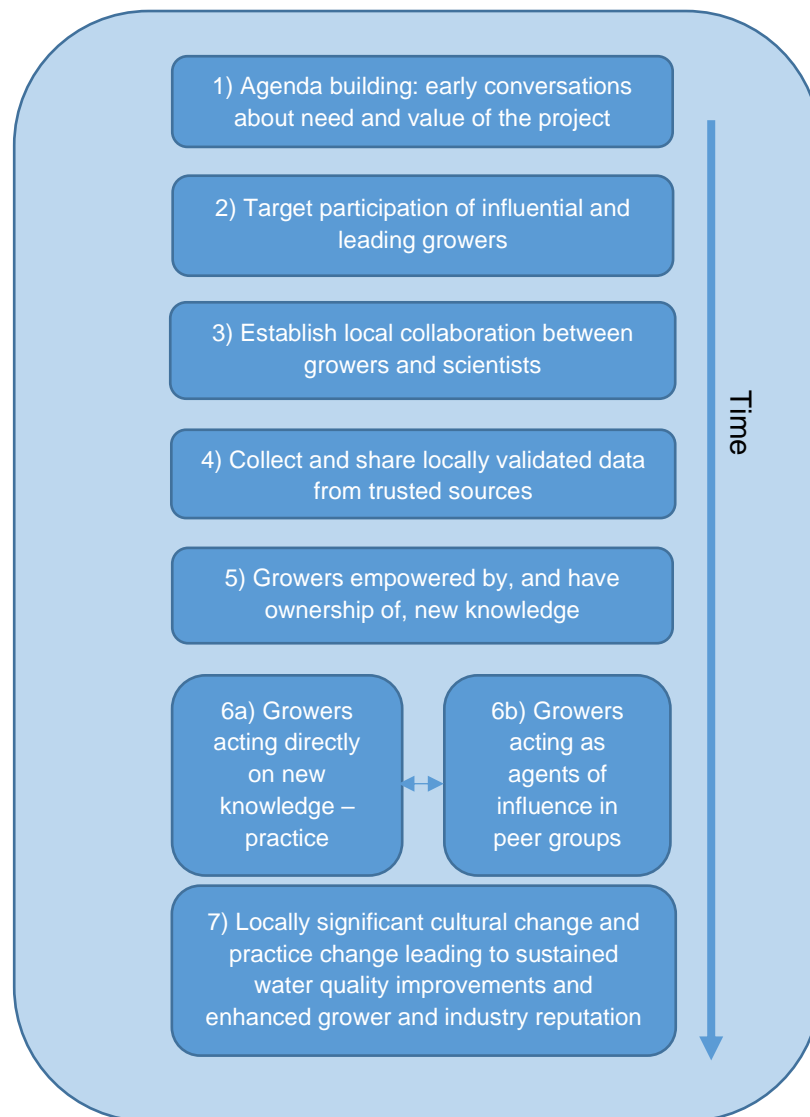 1) Agenda building: early conversations
about need and value of the project
2) Target participation of influential and
leading growers
3) Establish local collaboration between
growers and scientists
Time
4) Collect and share locally validated data
from trusted sources
5) Growers empowered by, and have
ownership of, new knowledge
6a) Growers
acting directly
on new
knowledge –
practice
6b) Growers
acting as
agents of
influence in
peer groups
7) Locally significant cultural change and
practice change leading to sustained
water quality improvements and
enhanced grower and industry reputation